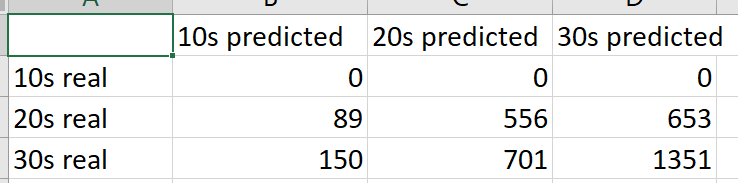 10s predicted 20s predicted 30s predicted
10s real 0 0 0
20s real 89 556 653
30s real 150 701 1351